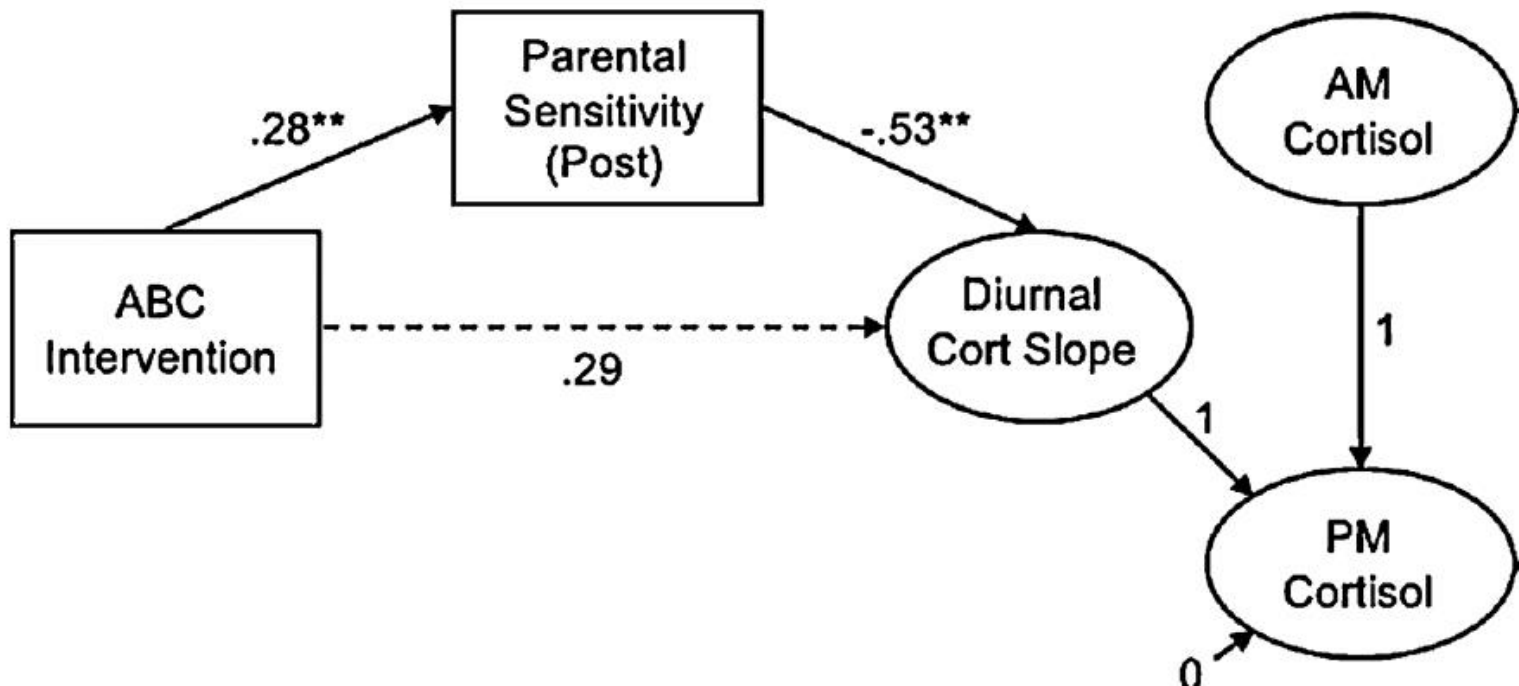 Parental
Sensitivity
(Post)
AM
Cortisol
.28**
-.53**
ABC
Intervention
Diurnal
Cort Slope
.29
1
1
PM
Cortisol
0